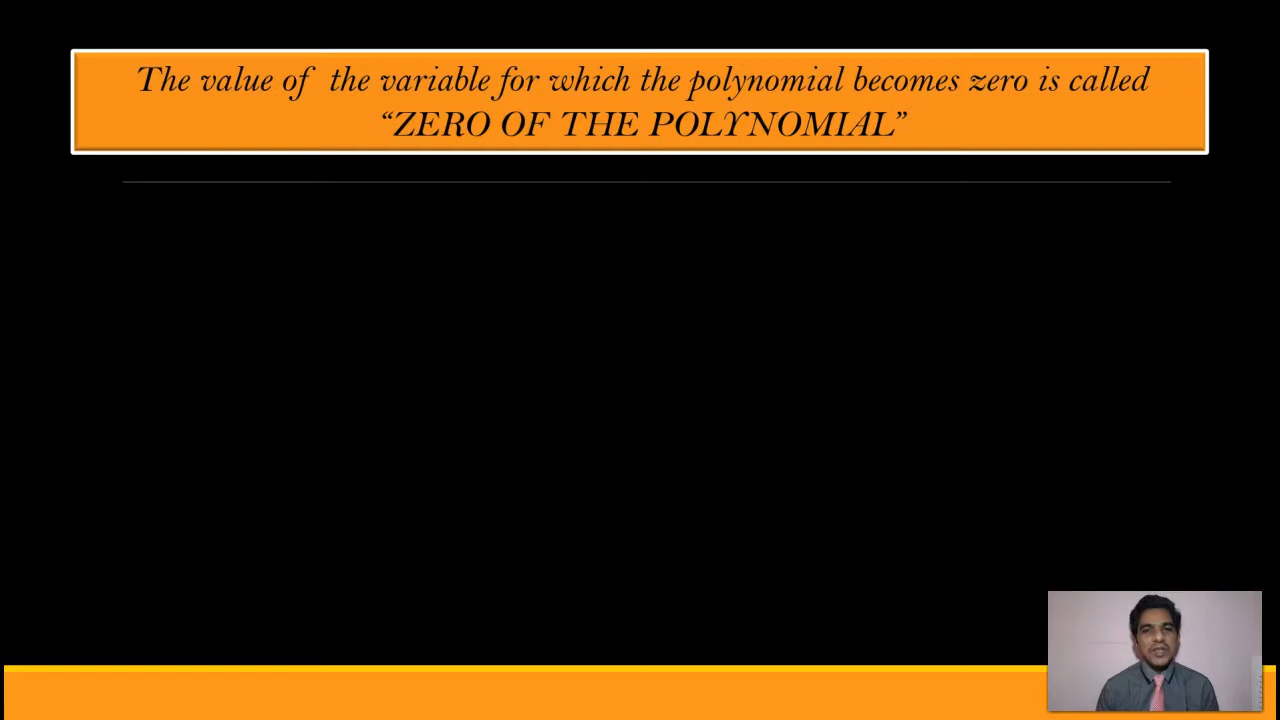 The value of the variable for which the polynomial becomes zero is called
“ZERO OF THE POLYNOMIAL”